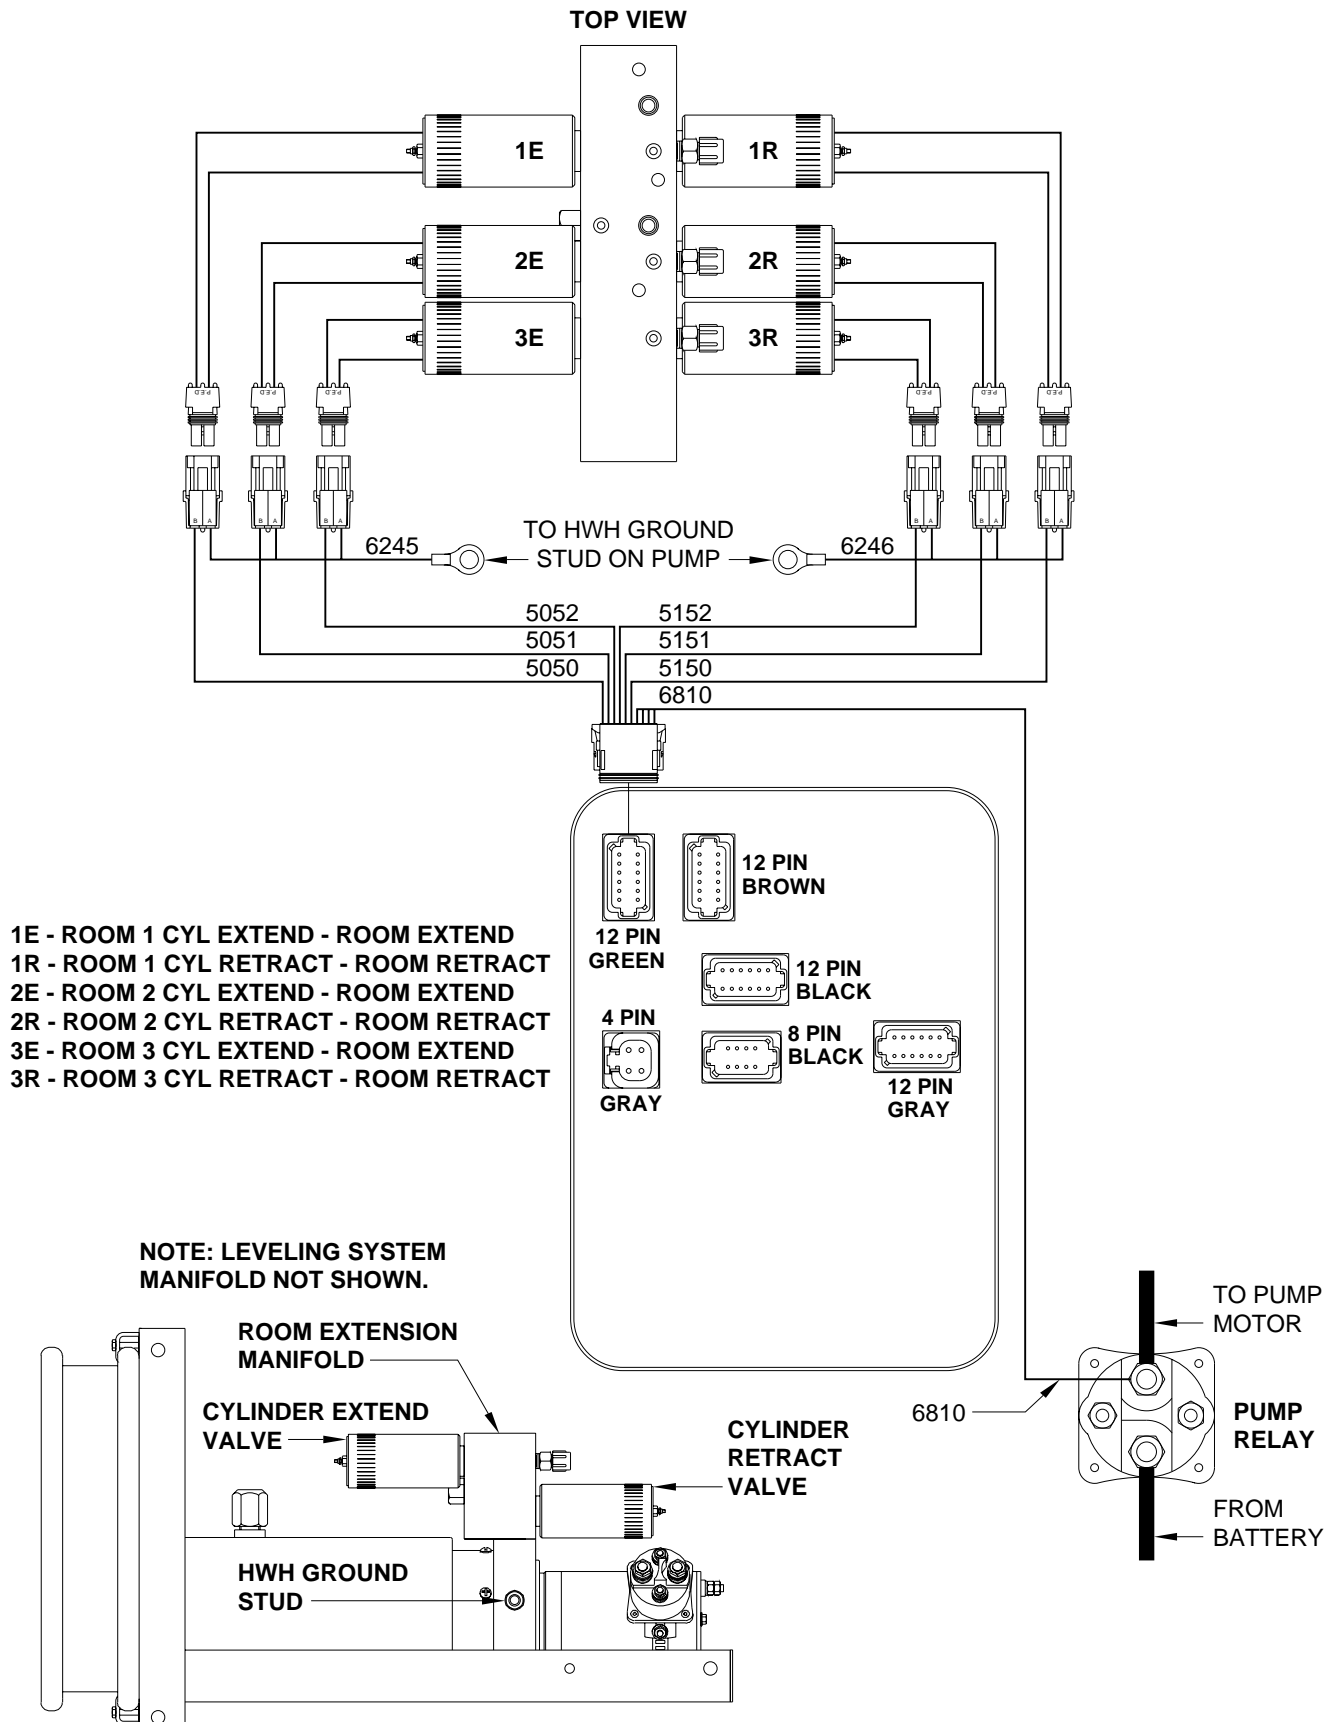 TOP VIEW
1E
1R
2E
2R
3E
3R
P.E.D
P.E.D
P.E.D
P.E.D
P.E.D
P.E.D
B A
B A
B A
B A
B A
B A
TO HWH GROUND
STUD ON PUMP
6245
6246
5052
5152
5051
5151
5050
5150
6810
12 PIN
BROWN
12 PIN
GREEN
12 PIN
BLACK
4 PIN
GRAY
8 PIN
BLACK
12 PIN
GRAY
1E - ROOM 1 CYL EXTEND - ROOM EXTEND
1R - ROOM 1 CYL RETRACT - ROOM RETRACT
2E - ROOM 2 CYL EXTEND - ROOM EXTEND
2R - ROOM 2 CYL RETRACT - ROOM RETRACT
3E - ROOM 3 CYL EXTEND - ROOM EXTEND
3R - ROOM 3 CYL RETRACT - ROOM RETRACT
NOTE: LEVELING SYSTEM
MANIFOLD NOT SHOWN.
ROOM EXTENSION
MANIFOLD
CYLINDER EXTEND
VALVE
CYLINDER
RETRACT
VALVE
HWH GROUND
STUD
TO PUMP
MOTOR
6810
PUMP
RELAY
FROM
BATTERY